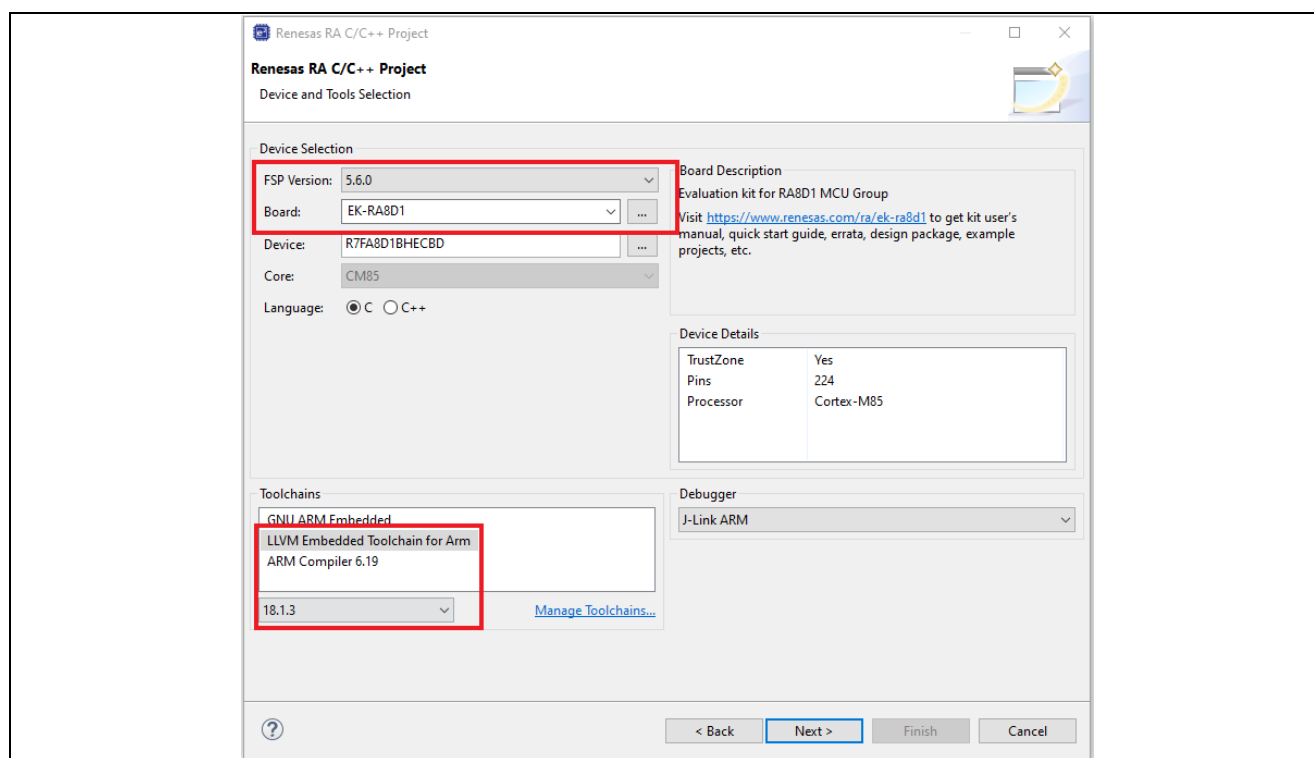 Renesas RA C/C++ Project
Renesas RA C/C++ Project
Device and Tools Selection
Device Selection
FSP Version: 5.6.0
Board: EK-RA8D1 ...
Device: R7FA8D1BHECBD ...
Core: CM85
Language: C C++
Board Description
Evaluation kit for RA8D1 MCU Group
Visit https://www.renesas.com/ra/ek-ra8d1 to get kit user's
manual, quick start guide, errata, design package, example
projects, etc.
Device Details
TrustZone Yes
Pins 224
Processor Cortex-M85
Toolchains
GNU ARM Embedded
LLVM Embedded Toolchain for Arm
ARM Compiler 6.19
18.1.3 Manage Toolchains...
Debugger
J-Link ARM
? < Back Next > Finish Cancel